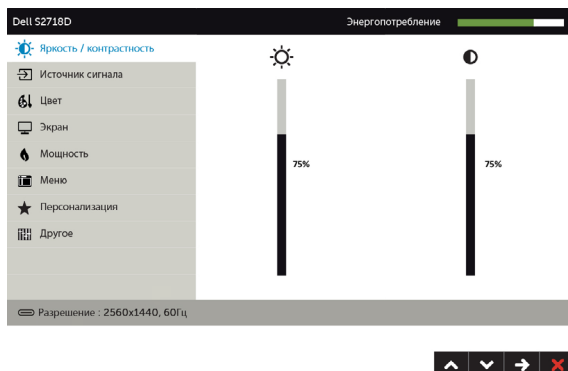 Dell S2718D Энергопотребление
Яркость / контрастность
Источник сигнала
Цвет
Экран
Мощность
Меню
Персонализация
Другое
75% 75%
Разрешение : 2560x1440, 60Гц